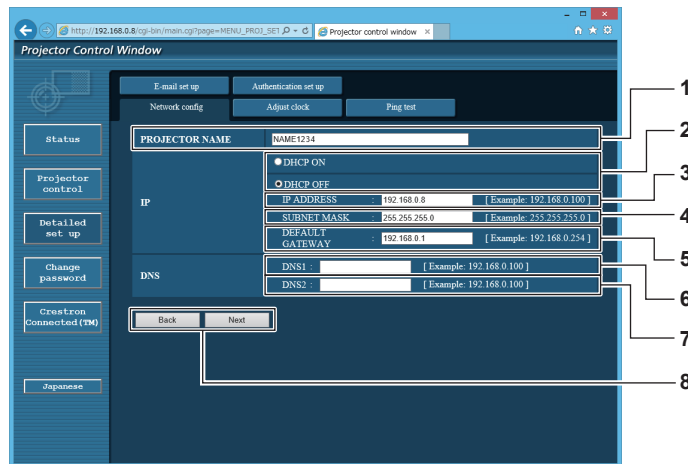 http://192.168.0.8/cgi-bin/main.cgi?page=MENU_PROJ_SET
Projector control window
Projector Control Window
E-mail set up
Authentication set up
Network config
Adjust clock
Ping test
1
Status
PROJECTOR NAME
NAME1234
2
DHCP ON
Projector
control
DHCP OFF
3
IP
IP ADDRESS : 192.168.0.8 [ Example: 192.168.0.100 ]
SUBNET MASK : 255.255.255.0 [ Example: 255.255.255.0 ]
4
Detailed
set up
DEFAULT
GATEWAY : 192.168.0.1 [ Example: 192.168.0.254 ]
5
Change
password
DNS
DNS1 : [ Example: 192.168.0.100 ]
6
DNS2 : [ Example: 192.168.0.100 ]
7
Crestron
Connected(TM)
Back
Next
8
Japanese